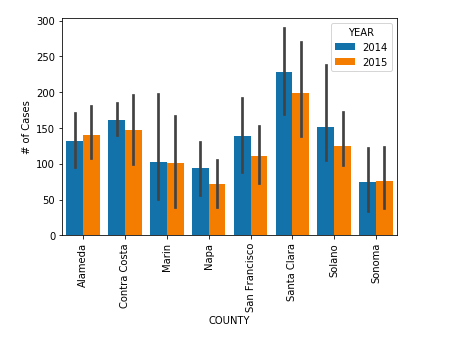 300
250
200
150
100
50
0
# of Cases
YEAR
2014
2015
Alameda
Contra Costa
Marin
Napa
San Francisco
Santa Clara
Solano
Sonoma
COUNTY